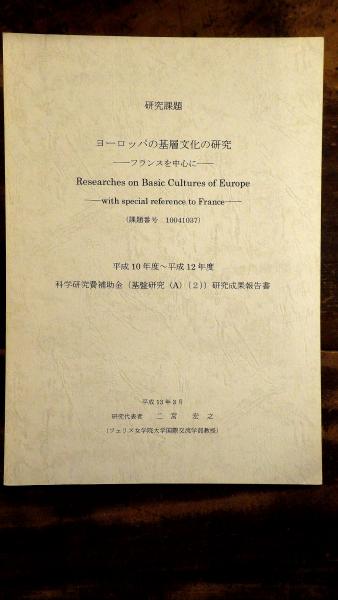 研究課題
ヨーロッパの基層文化の研究
――フランスを中心に――
Researches on Basic Cultures of Europe
――with special reference to France――
(課題番号 10041037)
平成10年度~平成12年度
科学研究費補助金(基盤研究(A)(2))研究成果報告書
平成13年3月
研究代表者 二宮 宏之
(フェリス女学院大学国際交流学部教授)